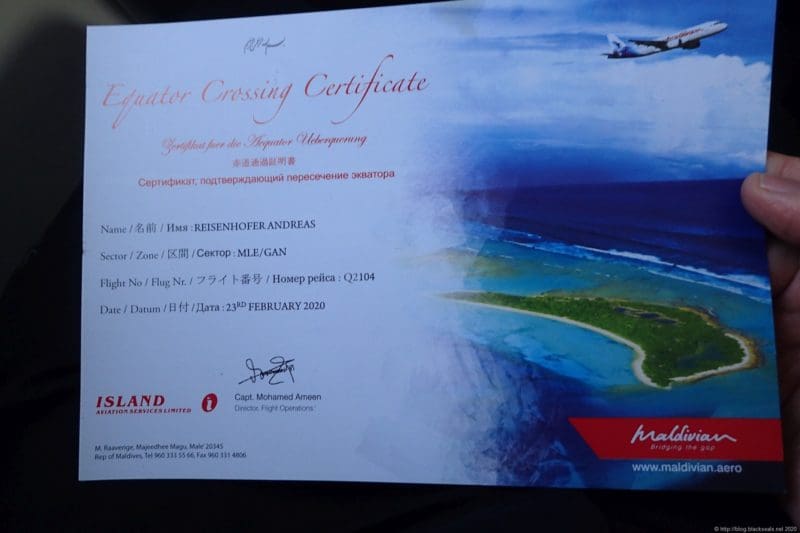 Equator Crossing Certificate
Zertifikat fuer die Aequator Ueberquerung
赤道通過証明書
Сертификат, подтверждающий пересечение экватора
Name / 名前 / Имя : REISENHOFER ANDREAS
Sector / Zone / 区間 / Сектор : MLE/GAN
Flight No / Flug Nr. / フライト番号 / Номер рейса : Q2104
Date / Datum / 日付 / Дата : 23RD FEBRUARY 2020
ISLAND
AVIATION SERVICES LIMITED
Capt. Mohamed Ameen
Director, Flight Operations
M. Raaverige, Majeedhee Magu, Male' 20345
Rep of Maldives, Tel 960 333 55 66, Fax 960 331 4806
Maldivian
Bridging the gap
www.maldivian.aero
© http://blog.blackseals.net 2020